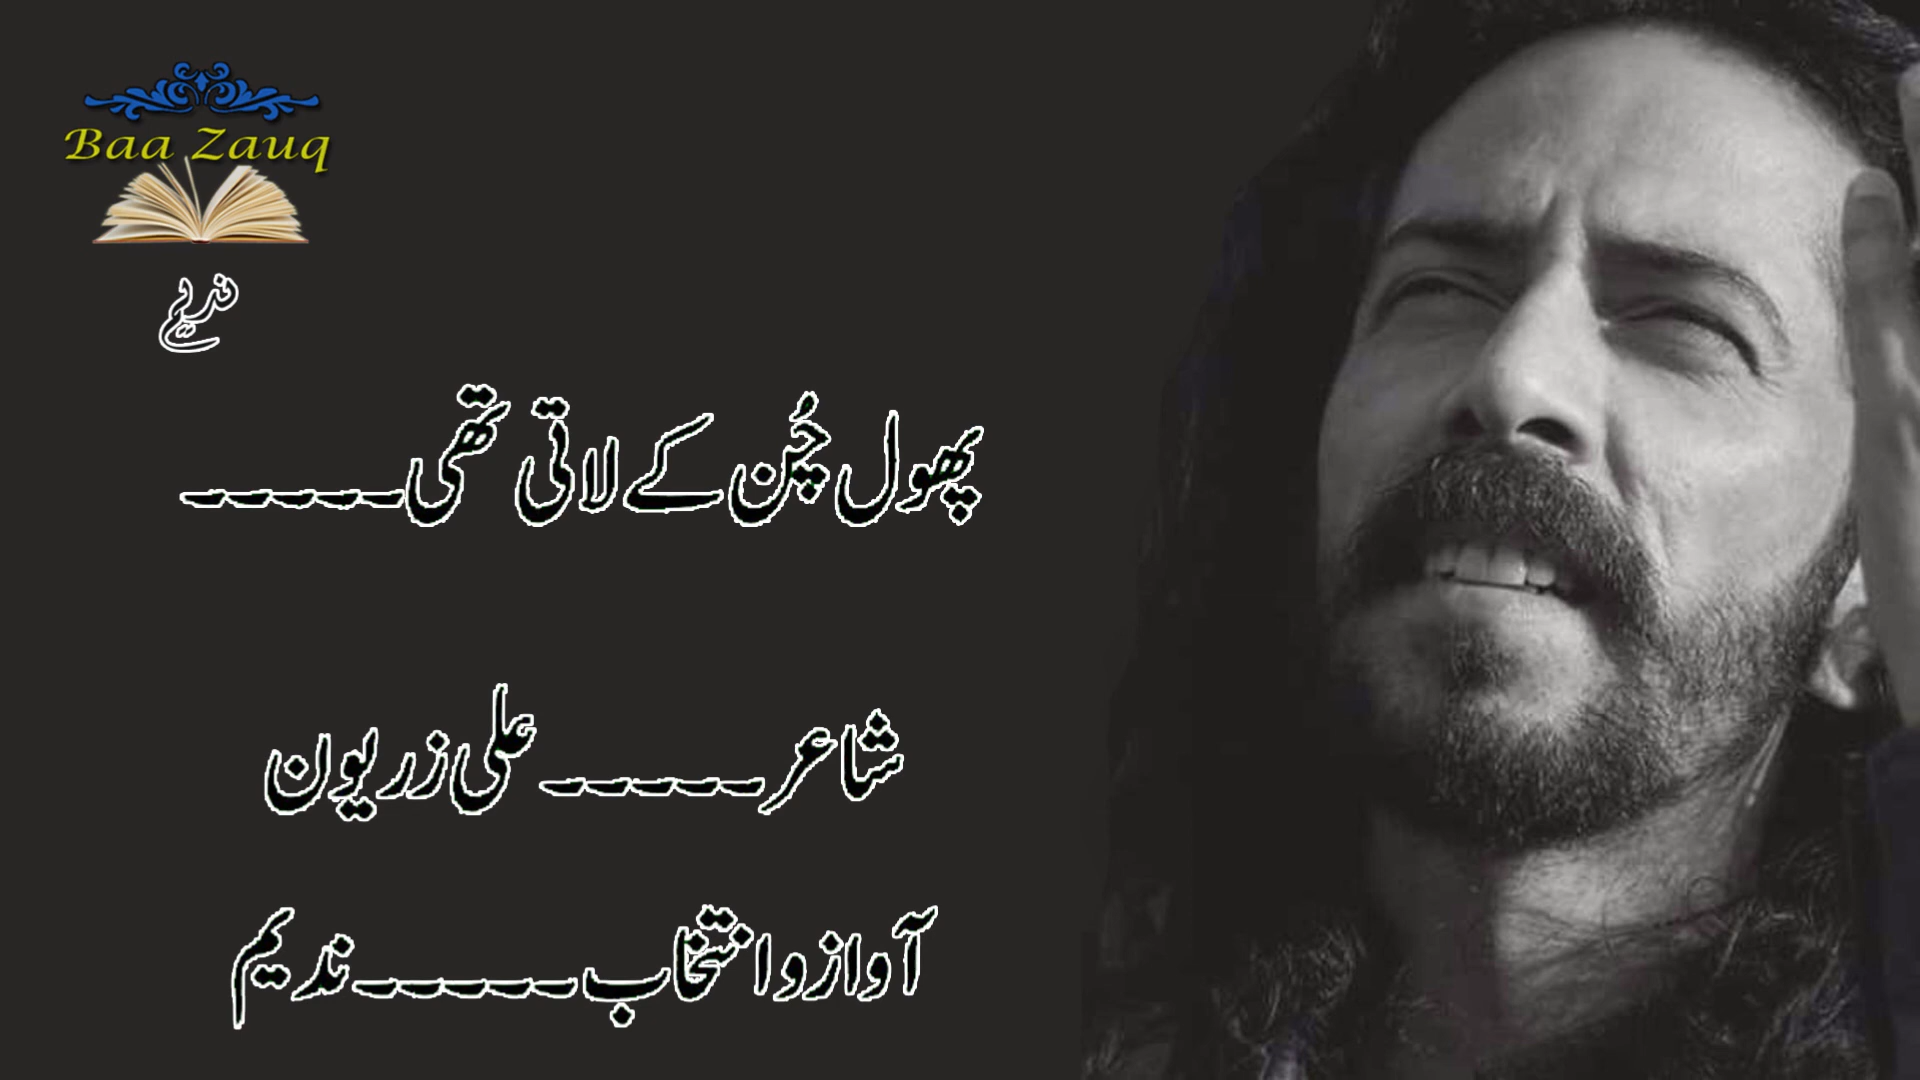 Baa Zauq
ندیم
پھول چُن کے لاتی تھی۔۔۔۔۔
شاعر۔۔۔۔۔ علی زریون
آواز و انتخاب۔۔۔۔۔ ندیم